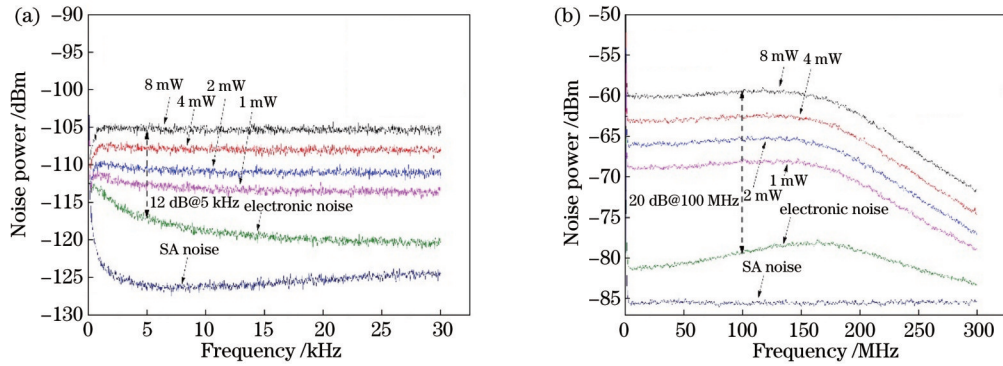 (a)
−90
−95
−100
−105
−110
−115
−120
−125
−130
Noise power /dBm
8 mW
4 mW
2 mW
1 mW
12 dB@5 kHz
electronic noise
SA noise
0
5
10
15
20
25
30
Frequency /kHz
(b)
−50
−55
−60
−65
−70
−75
−80
−85
Noise power /dBm
8 mW
4 mW
1 mW
2 mW
20 dB@100 MHz
electronic noise
SA noise
0
50
100
150
200
250
300
Frequency /MHz